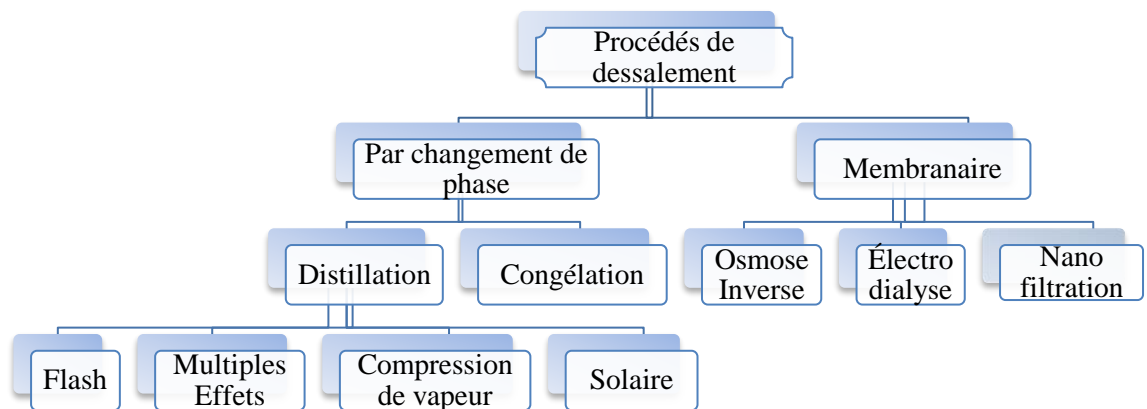 Procédés de
dessalement
Par changement de
phase
Membranaire
Distillation
Congélation
Osmose
Inverse
Électro
dialyse
Nano
filtration
Flash
Multiples
Effets
Compression
de vapeur
Solaire